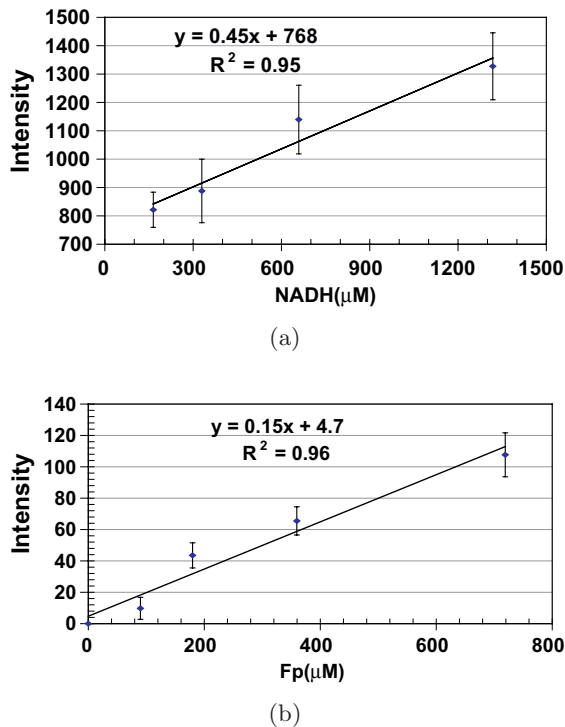 1500
1400
1300
1200
1100
1000
900
800
700
Intensity
y = 0.45x + 768
R² = 0.95
0 300 600 900 1200 1500
NADH(μM)
(a)
140
120
100
80
60
40
20
0
Intensity
y = 0.15x + 4.7
R² = 0.96
0 200 400 600 800
Fp(μM)
(b)